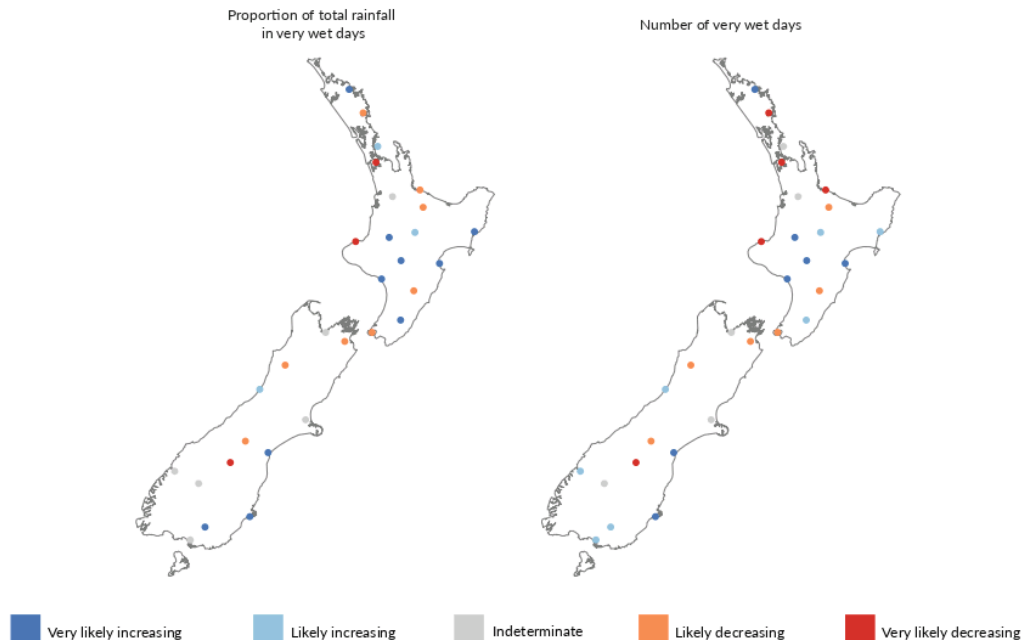 Proportion of total rainfall
in very wet days
Number of very wet days
Very likely increasing
Likely increasing
Indeterminate
Likely decreasing
Very likely decreasing